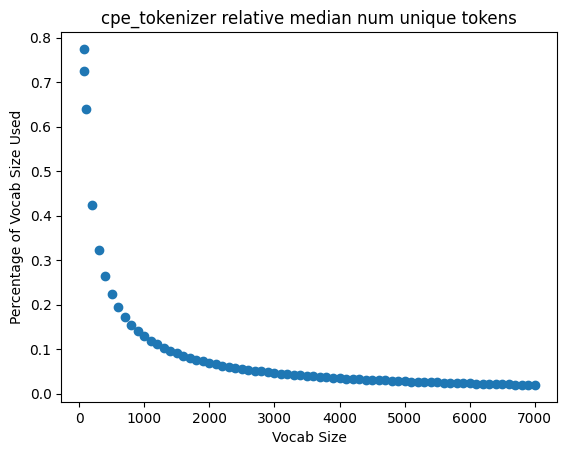 cpe_tokenizer relative median num unique tokens
0.8
0.7
0.6
0.5
0.4
0.3
0.2
0.1
0.0
Percentage of Vocab Size Used
0 1000 2000 3000 4000 5000 6000 7000
Vocab Size